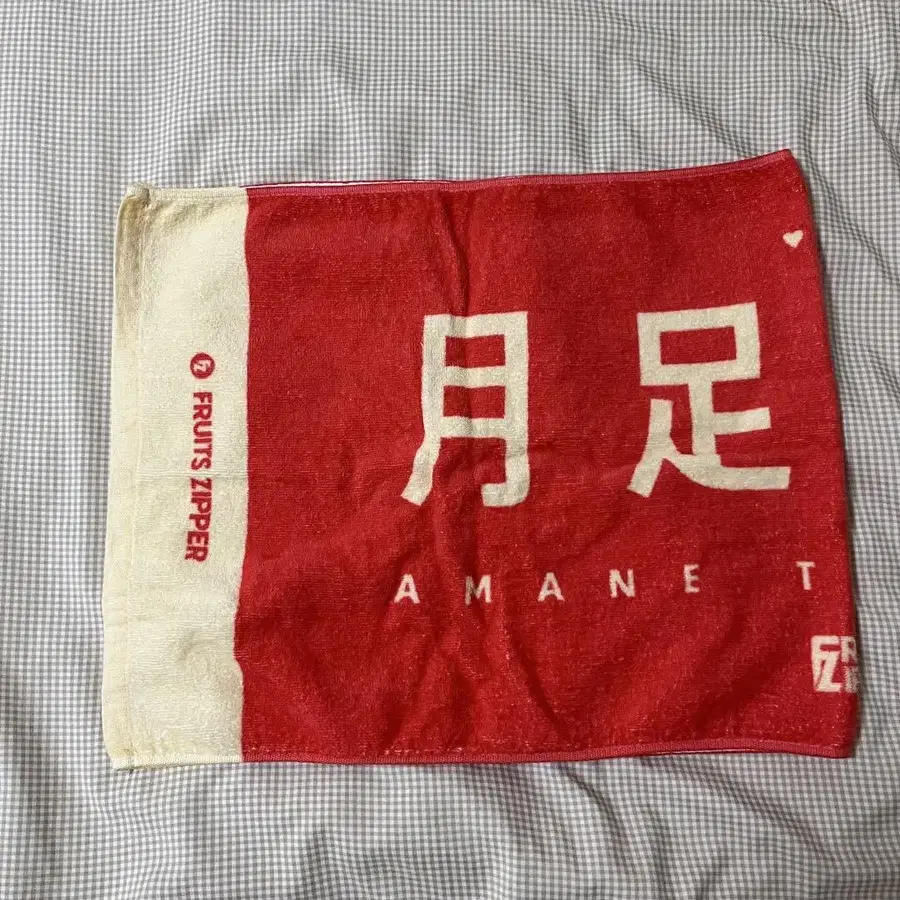 FRUITS ZIPPER
月足
AMANE T